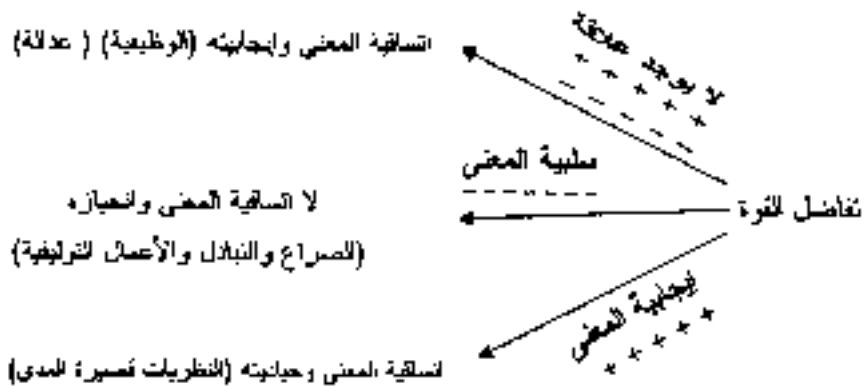 لا يوجد علاقة
+ + + + +
- - - - -
اتساقية المعنى وإيجابيته (الوظيفية) ( عدالة)
سلبية المعنى
- - - - - -
تفاضل القوة
لا اتساقية المعنى وانحيازه
(الصراع والتبادل والأعمال التوليفية)
إيجابية المعنى
+ + + + +
اتساقية المعنى وحياديته (النظريات قصيرة المدى)